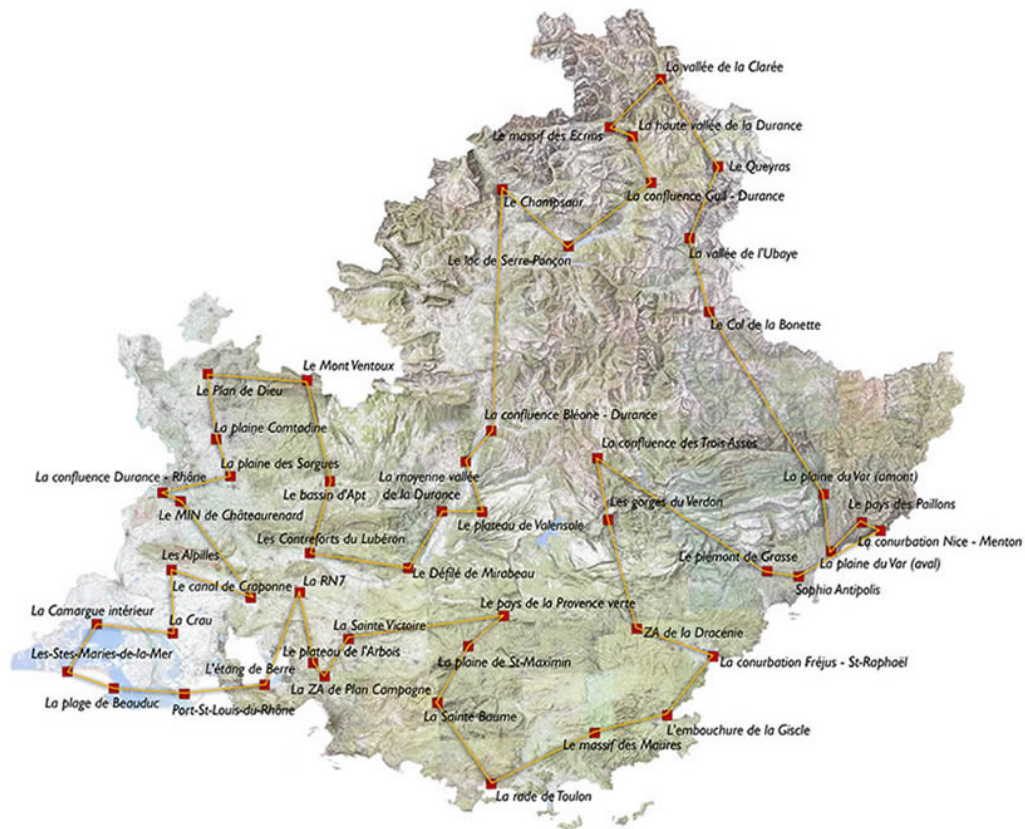 La vallée de la Clarée
La haute vallée de la Durance
Le massif des Ecrins
Le Queyras
La confluence Guil - Durance
Le Champsaur
La vallée de l'Ubaye
Le lac de Serre-Ponçon
Le Col de la Bonette
Le Mont Ventoux
Le Plan de Dieu
La confluence Bléone - Durance
La plaine Comtadine
La confluence des Trois Asses
La plaine des Sorgues
La confluence Durance - Rhône
La moyenne vallée
de la Durance
La plaine du Var (amont)
Le bassin d'Apt
Les gorges du Verdon
Le pays des Paillons
Le MIN de Châteaurenard
Le plateau de Valensole
Les Contreforts du Lubéron
La conurbation Nice - Menton
Les Alpilles
Le piémont de Grasse
La plaine du Var (aval)
Le Défilé de Mirabeau
La RN7
Le canal de Craponne
Sophia Antipolis
La Camargue intérieur
Le pays de la Provence verte
La Crau
La Sainte Victoire
ZA de la Dracénie
Les-Stes-Maries-de-la-Mer
Le plateau de l'Arbois
La plaine de St-Maximin
L'étang de Berre
La conurbation Fréjus - St-Raphaël
La ZA de Plan Campagne
La plage de Beauduc
Port-St-Louis-du-Rhône
La Sainte Baume
L'embouchure de la Giscle
Le massif des Maures
La rade de Toulon